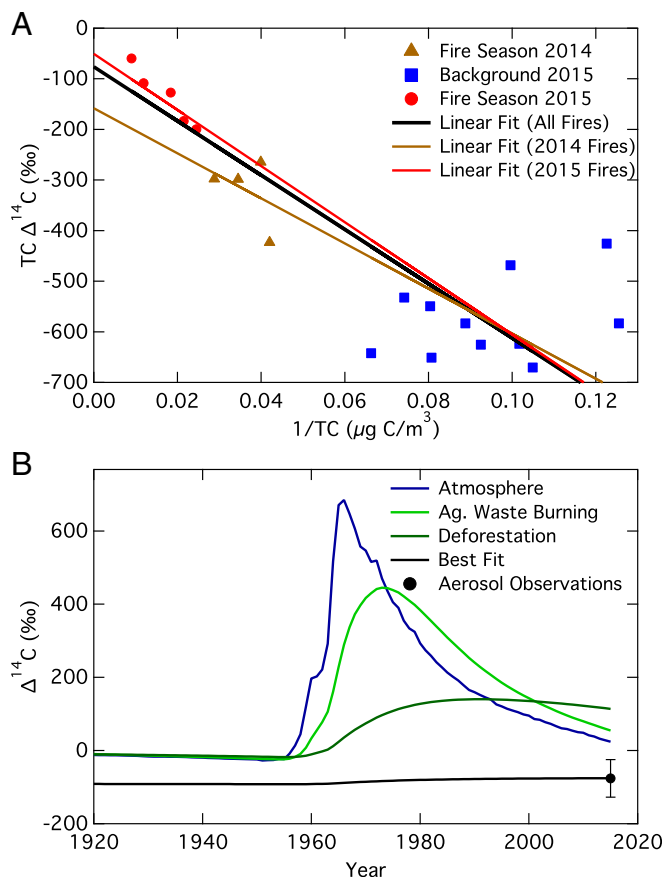 A
0
-100
-200
-300
-400
-500
-600
-700
TC Δ¹⁴C (‰)
Fire Season 2014
Background 2015
Fire Season 2015
Linear Fit (All Fires)
Linear Fit (2014 Fires)
Linear Fit (2015 Fires)
0.00 0.02 0.04 0.06 0.08 0.10 0.12
1/TC (µg C/m³)
B
600
400
200
0
-200
Δ¹⁴C (‰)
Atmosphere
Ag. Waste Burning
Deforestation
Best Fit
Aerosol Observations
1920 1940 1960 1980 2000 2020
Year